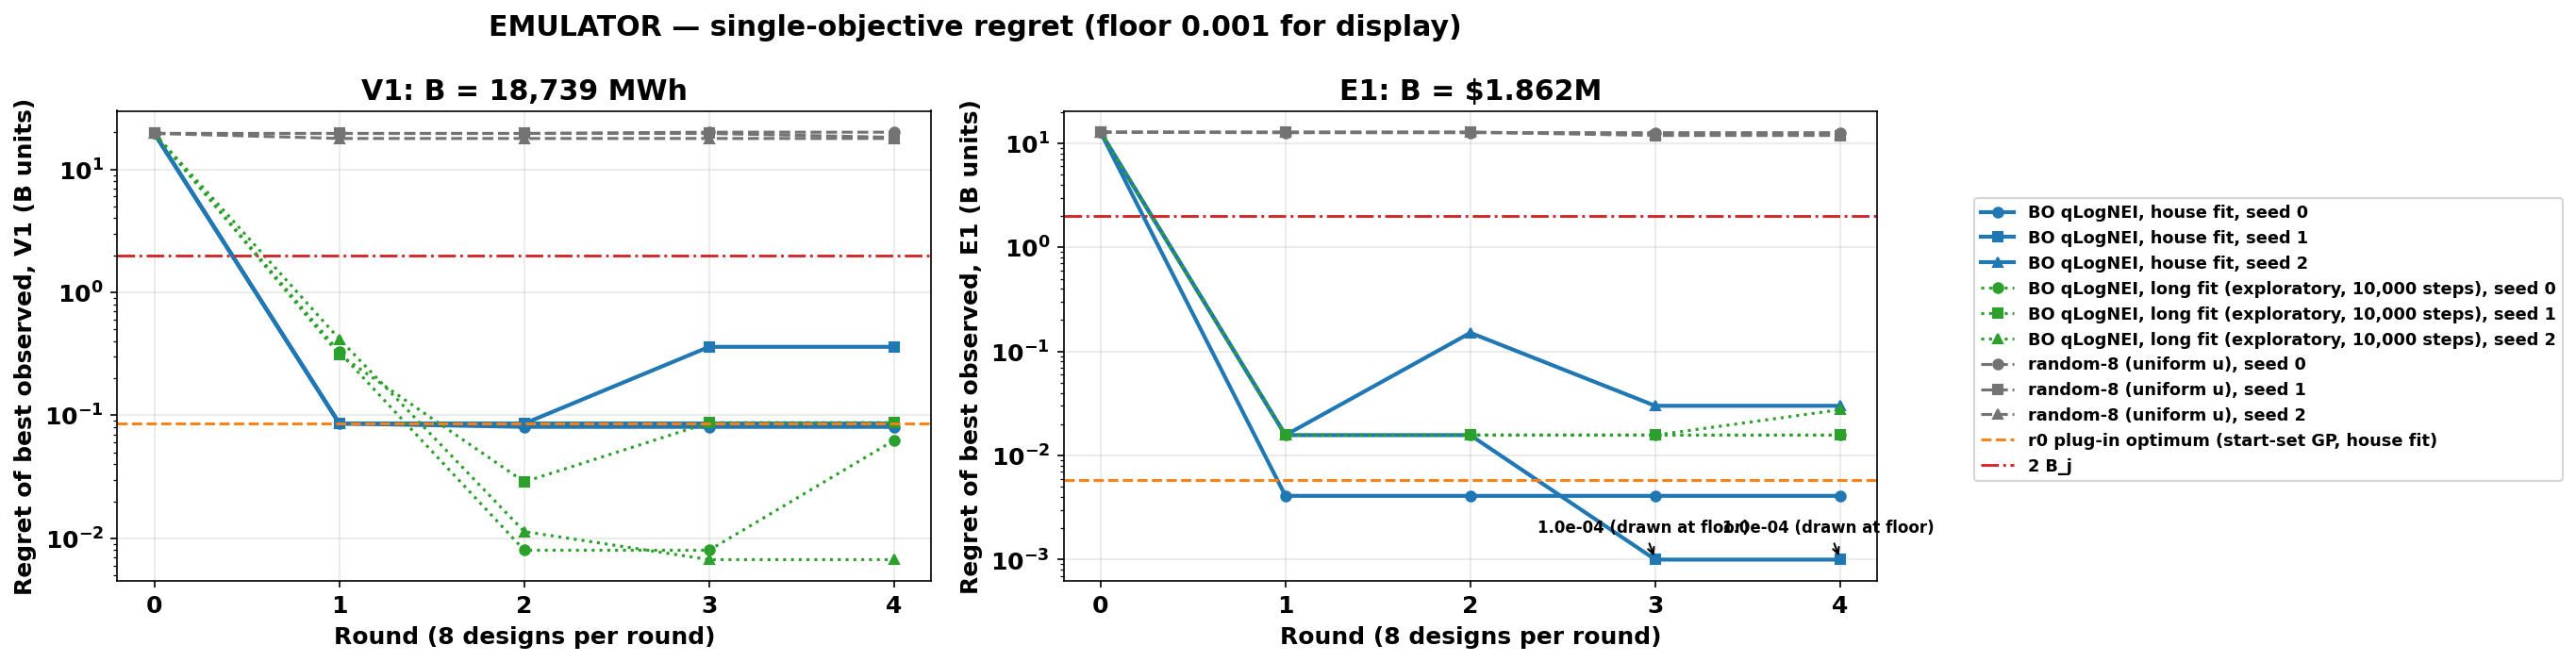 EMULATOR — single-objective regret (floor 0.001 for display)
V1: B = 18,739 MWh
Regret of best observed, V1 (B units)
10¹
10⁰
10⁻¹
10⁻²
0 1 2 3 4
Round (8 designs per round)
E1: B = $1.862M
Regret of best observed, E1 (B units)
10¹
10⁰
10⁻¹
10⁻²
10⁻³
1.0e-04 (drawn at floor)
1.0e-04 (drawn at floor)
0 1 2 3 4
Round (8 designs per round)
BO qLogNEI, house fit, seed 0
BO qLogNEI, house fit, seed 1
BO qLogNEI, house fit, seed 2
BO qLogNEI, long fit (exploratory, 10,000 steps), seed 0
BO qLogNEI, long fit (exploratory, 10,000 steps), seed 1
BO qLogNEI, long fit (exploratory, 10,000 steps), seed 2
random-8 (uniform u), seed 0
random-8 (uniform u), seed 1
random-8 (uniform u), seed 2
r0 plug-in optimum (start-set GP, house fit)
2 B_j